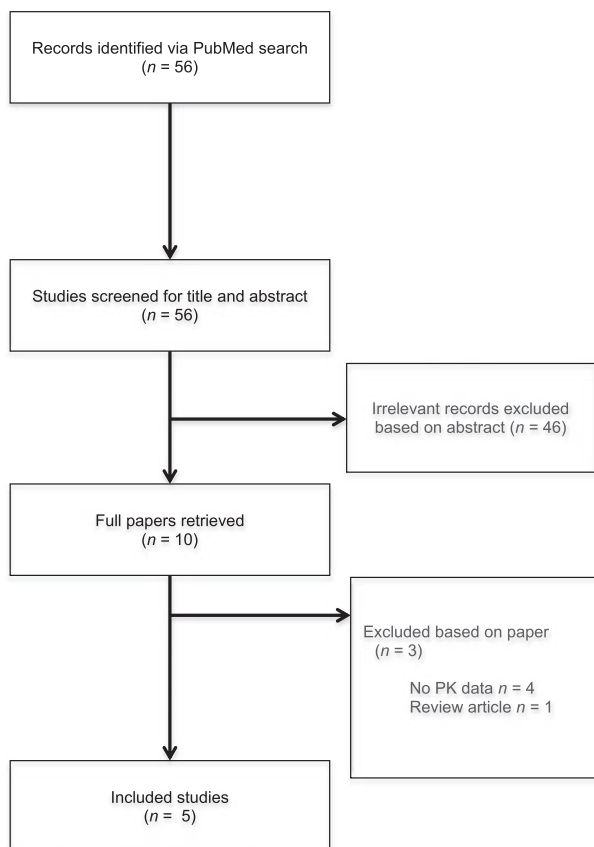 Records identified via PubMed search
(n = 56)
Studies screened for title and abstract
(n = 56)
Irrelevant records excluded
based on abstract (n = 46)
Full papers retrieved
(n = 10)
Excluded based on paper
(n = 3)
No PK data n = 4
Review article n = 1
Included studies
(n = 5)